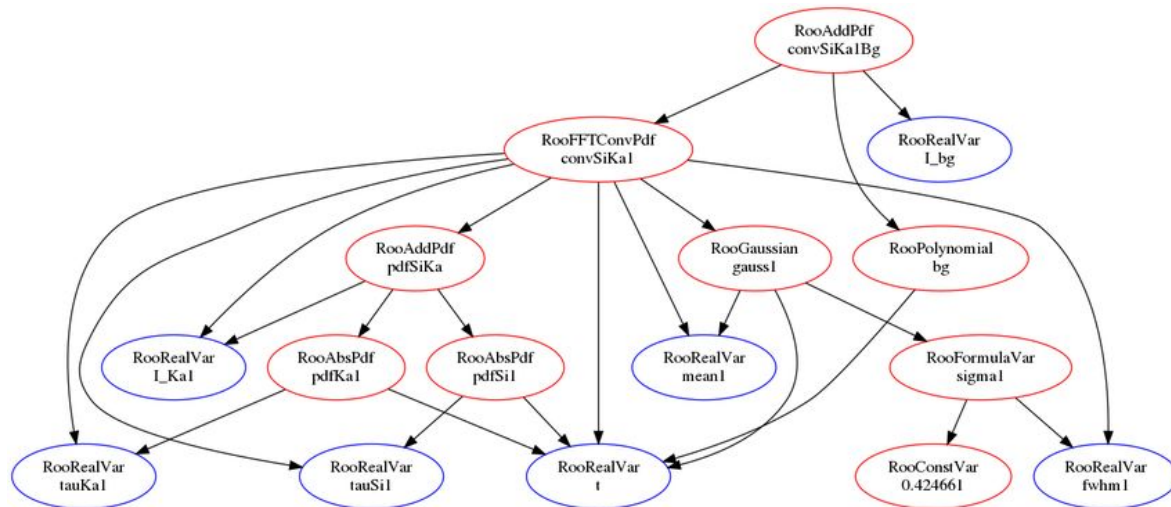 RooAddPdf
convSiKa1Bg
RooFFTConvPdf
convSiKa1
RooRealVar
I_bg
RooAddPdf
pdfSiKa
RooGaussian
gauss1
RooPolynomial
bg
RooRealVar
I_Ka1
RooAbsPdf
pdfKa1
RooAbsPdf
pdfSi1
RooRealVar
mean1
RooFormulaVar
sigma1
RooRealVar
tauKa1
RooRealVar
tauSi1
RooRealVar
t
RooConstVar
0.424661
RooRealVar
fwhm1